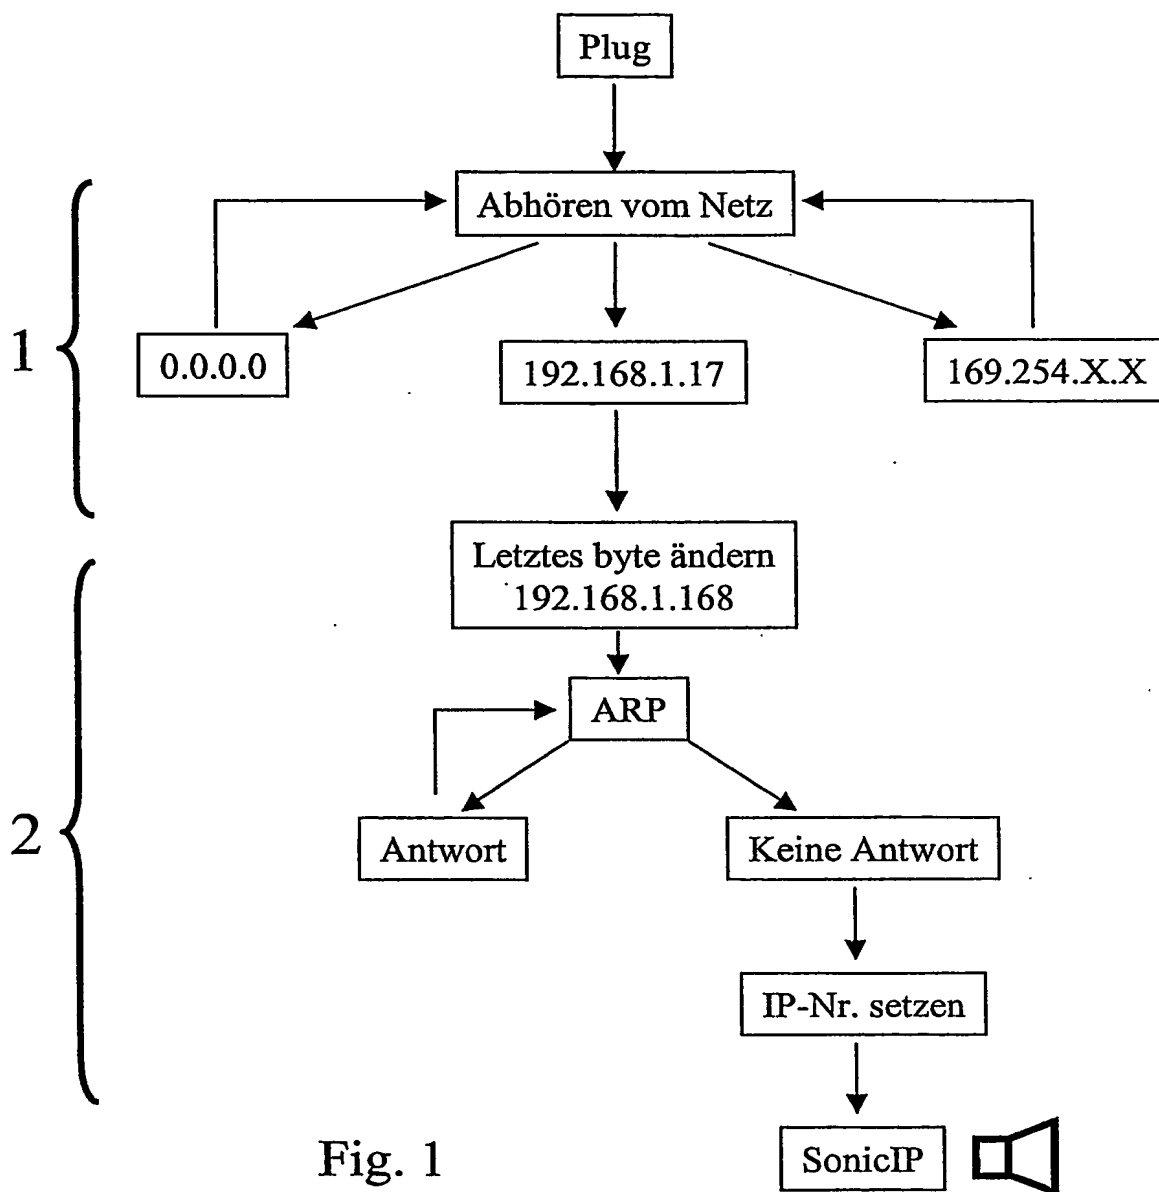 Plug
Abhören vom Netz
1
0.0.0.0
192.168.1.17
169.254.X.X
Letztes byte ändern
192.168.1.168
ARP
2
Antwort
Keine Antwort
IP-Nr. setzen
SonicIP
Fig. 1